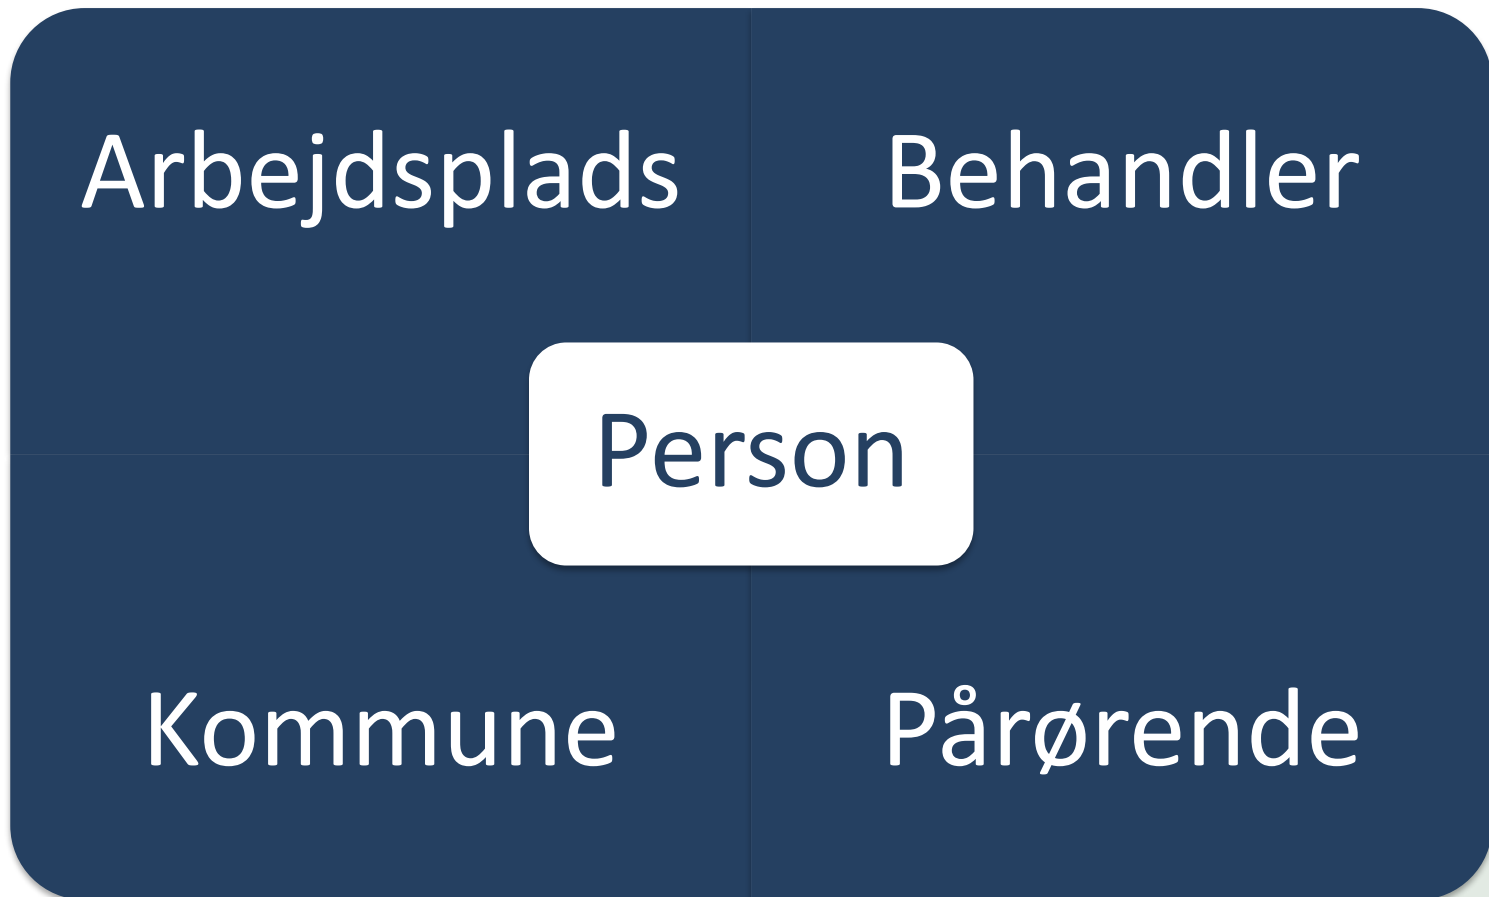 Arbejdsplads
Behandler
Person
Kommune
Pårørende